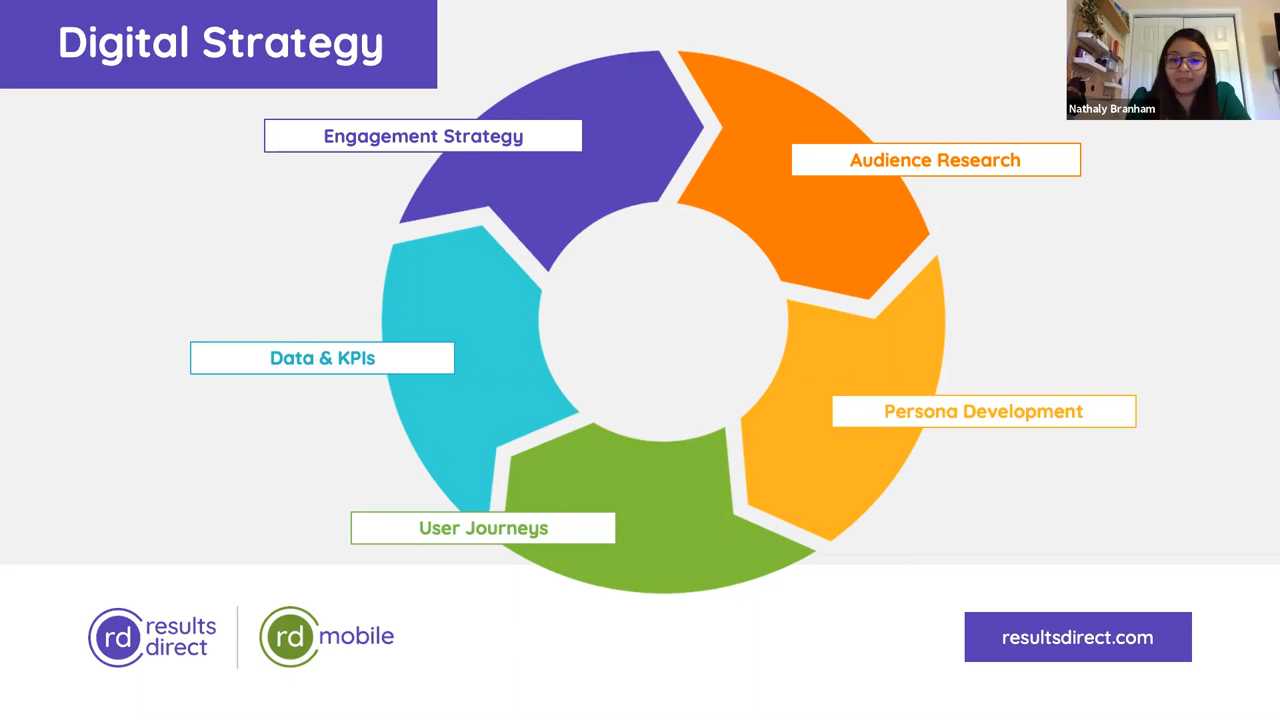 Digital Strategy
Nathaly Branham
Engagement Strategy
Audience Research
Data & KPIs
Persona Development
User Journeys
rd results
direct
rd mobile
resultsdirect.com